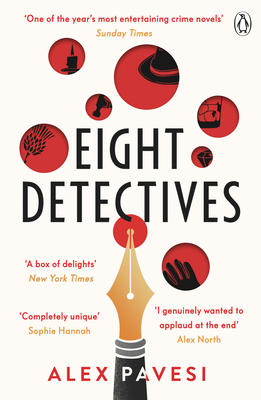 ‘One of the year’s most entertaining crime novels’
Sunday Times
EIGHT
DETECTIVES
‘A box of delights’
New York Times
‘Completely unique’
Sophie Hannah
‘I genuinely wanted to
applaud at the end’
Alex North
ALEX PAVESI